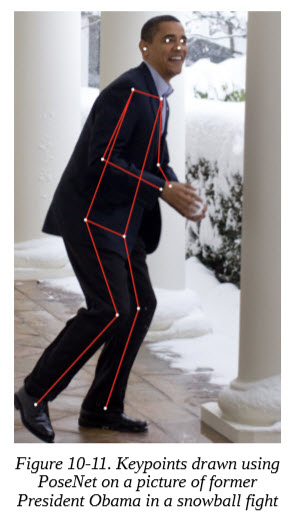 Figure 10-11. Keypoints drawn using
PoseNet on a picture of former
President Obama in a snowball fight